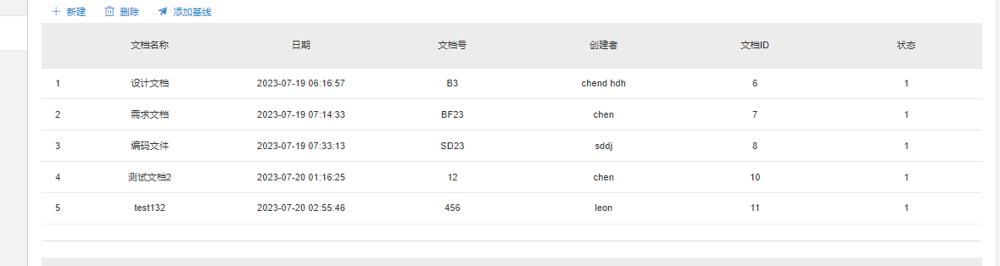 新建 删除 添加基线
文档名称 日期 文档号 创建者 文档ID 状态
1 设计文档 2023-07-19 06:16:57 B3 chend hdh 6 1
2 需求文档 2023-07-19 07:14:33 BF23 chen 7 1
3 编码文件 2023-07-19 07:33:13 SD23 sddj 8 1
4 测试文档2 2023-07-20 01:16:25 12 chen 10 1
5 test132 2023-07-20 02:55:46 456 leon 11 1